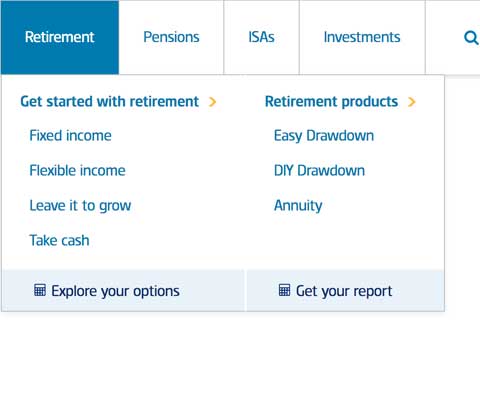 Retirement
Pensions
ISAs
Investments
Get started with retirement
Fixed income
Flexible income
Leave it to grow
Take cash
Retirement products
Easy Drawdown
DIY Drawdown
Annuity
Explore your options
Get your report